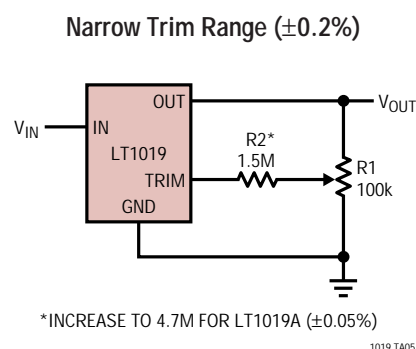 Narrow Trim Range (±0.2%)
OUT
VOUT
VIN
IN
LT1019
R2*
1.5M
R1
100k
TRIM
GND
*INCREASE TO 4.7M FOR LT1019A (±0.05%)
1019 TA05